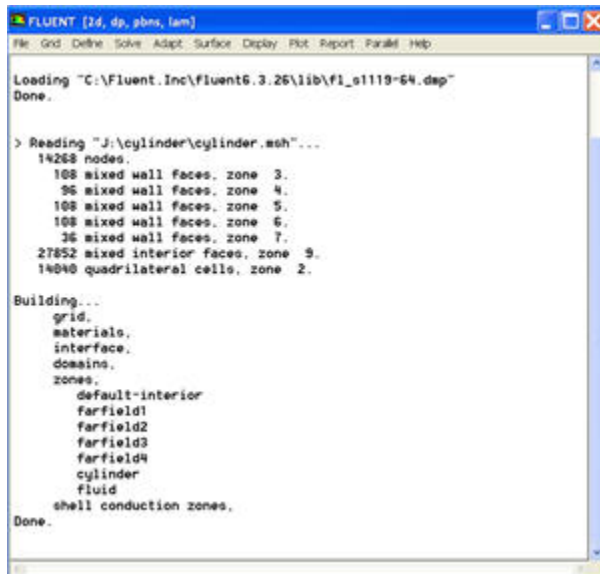 FLUENT [2d, dp, pbns, lam]
File Grid Define Solve Adapt Surface Display Plot Report Parallel Help
Loading "C:\Fluent.Inc\fluent6.3.26\lib\fl_s1119-64.dmp"
Done.
> Reading "J:\cylinder\cylinder.msh"...
14268 nodes.
108 mixed wall faces, zone 3.
96 mixed wall faces, zone 4.
108 mixed wall faces, zone 5.
108 mixed wall faces, zone 6.
36 mixed wall faces, zone 7.
27852 mixed interior faces, zone 9.
14040 quadrilateral cells, zone 2.
Building...
grid,
materials,
interface,
domains,
zones,
default-interior
farfield1
farfield2
farfield3
farfield4
cylinder
fluid
shell conduction zones,
Done.